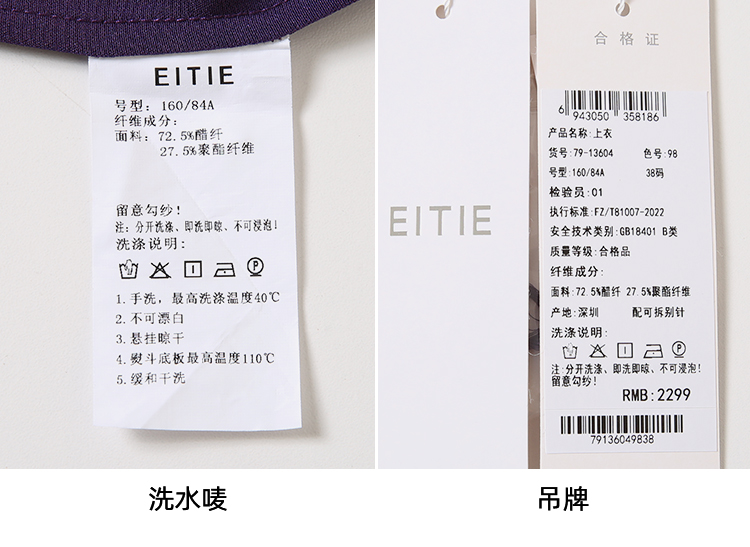 EITIE
号型: 160/84A
纤维成分:
面料: 72.5%醋纤
27.5%聚酯纤维
留意勾纱!
注: 分开洗涤、即洗即晾、不可浸泡!
洗涤说明:
1.手洗, 最高洗涤温度40℃
2.不可漂白
3.悬挂晾干
4.熨斗底板最高温度110℃
5.缓和干洗
洗水唛
EITIE
合格证
6 943050 358186
产品名称:上衣
货号:79-13604 色号:98
号型:160/84A 38码
检验员:01
执行标准:FZ/T81007-2022
安全技术类别:GB18401 B类
质量等级:合格品
纤维成分:
面料:72.5%醋纤 27.5%聚酯纤维
产地:深圳 配可拆别针
洗涤说明:
注:分开洗涤、即洗即晾、不可浸泡!
留意勾纱!
RMB:2299
79136049838
吊牌